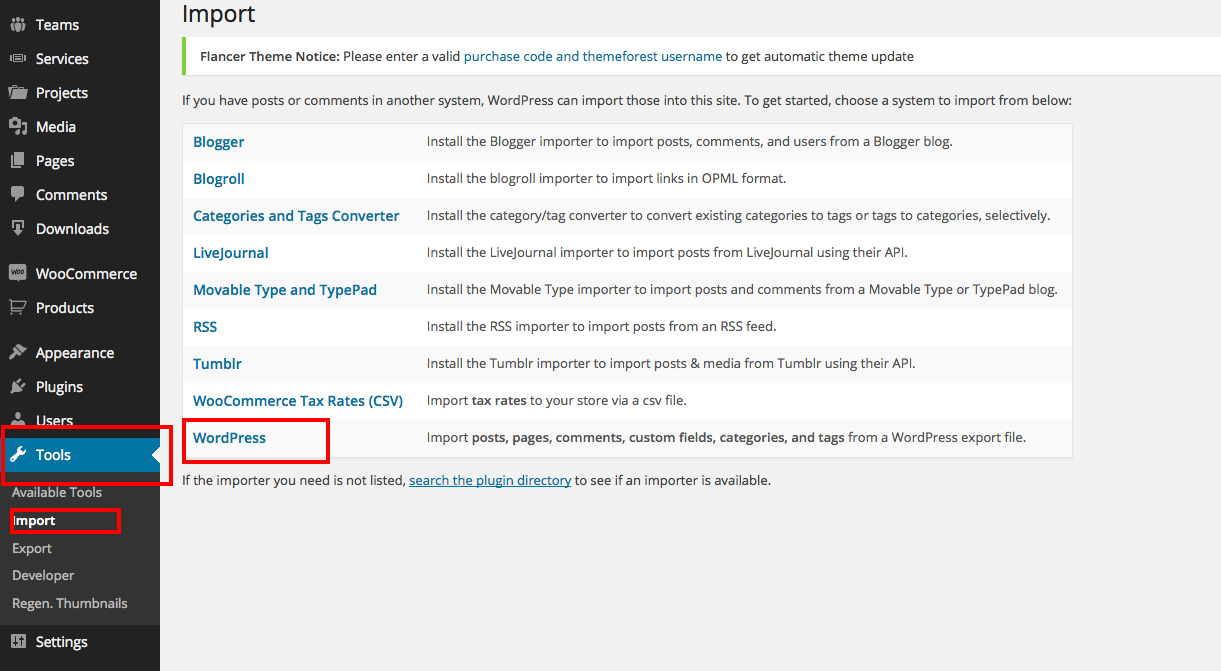 Teams
Services
Projects
Media
Pages
Comments
Downloads
WOO WooCommerce
Products
Appearance
Plugins
Users
Tools
Available Tools
Import
Export
Developer
Regen. Thumbnails
Settings
Import
Flancer Theme Notice: Please enter a valid purchase code and themeforest username to get automatic theme update
If you have posts or comments in another system, WordPress can import those into this site. To get started, choose a system to import from below:
Blogger Install the Blogger importer to import posts, comments, and users from a Blogger blog.
Blogroll Install the blogroll importer to import links in OPML format.
Categories and Tags Converter Install the category/tag converter to convert existing categories to tags or tags to categories, selectively.
LiveJournal Install the LiveJournal importer to import posts from LiveJournal using their API.
Movable Type and TypePad Install the Movable Type importer to import posts and comments from a Movable Type or TypePad blog.
RSS Install the RSS importer to import posts from an RSS feed.
Tumblr Install the Tumblr importer to import posts & media from Tumblr using their API.
WooCommerce Tax Rates (CSV) Import tax rates to your store via a csv file.
WordPress Import posts, pages, comments, custom fields, categories, and tags from a WordPress export file.
If the importer you need is not listed, search the plugin directory to see if an importer is available.